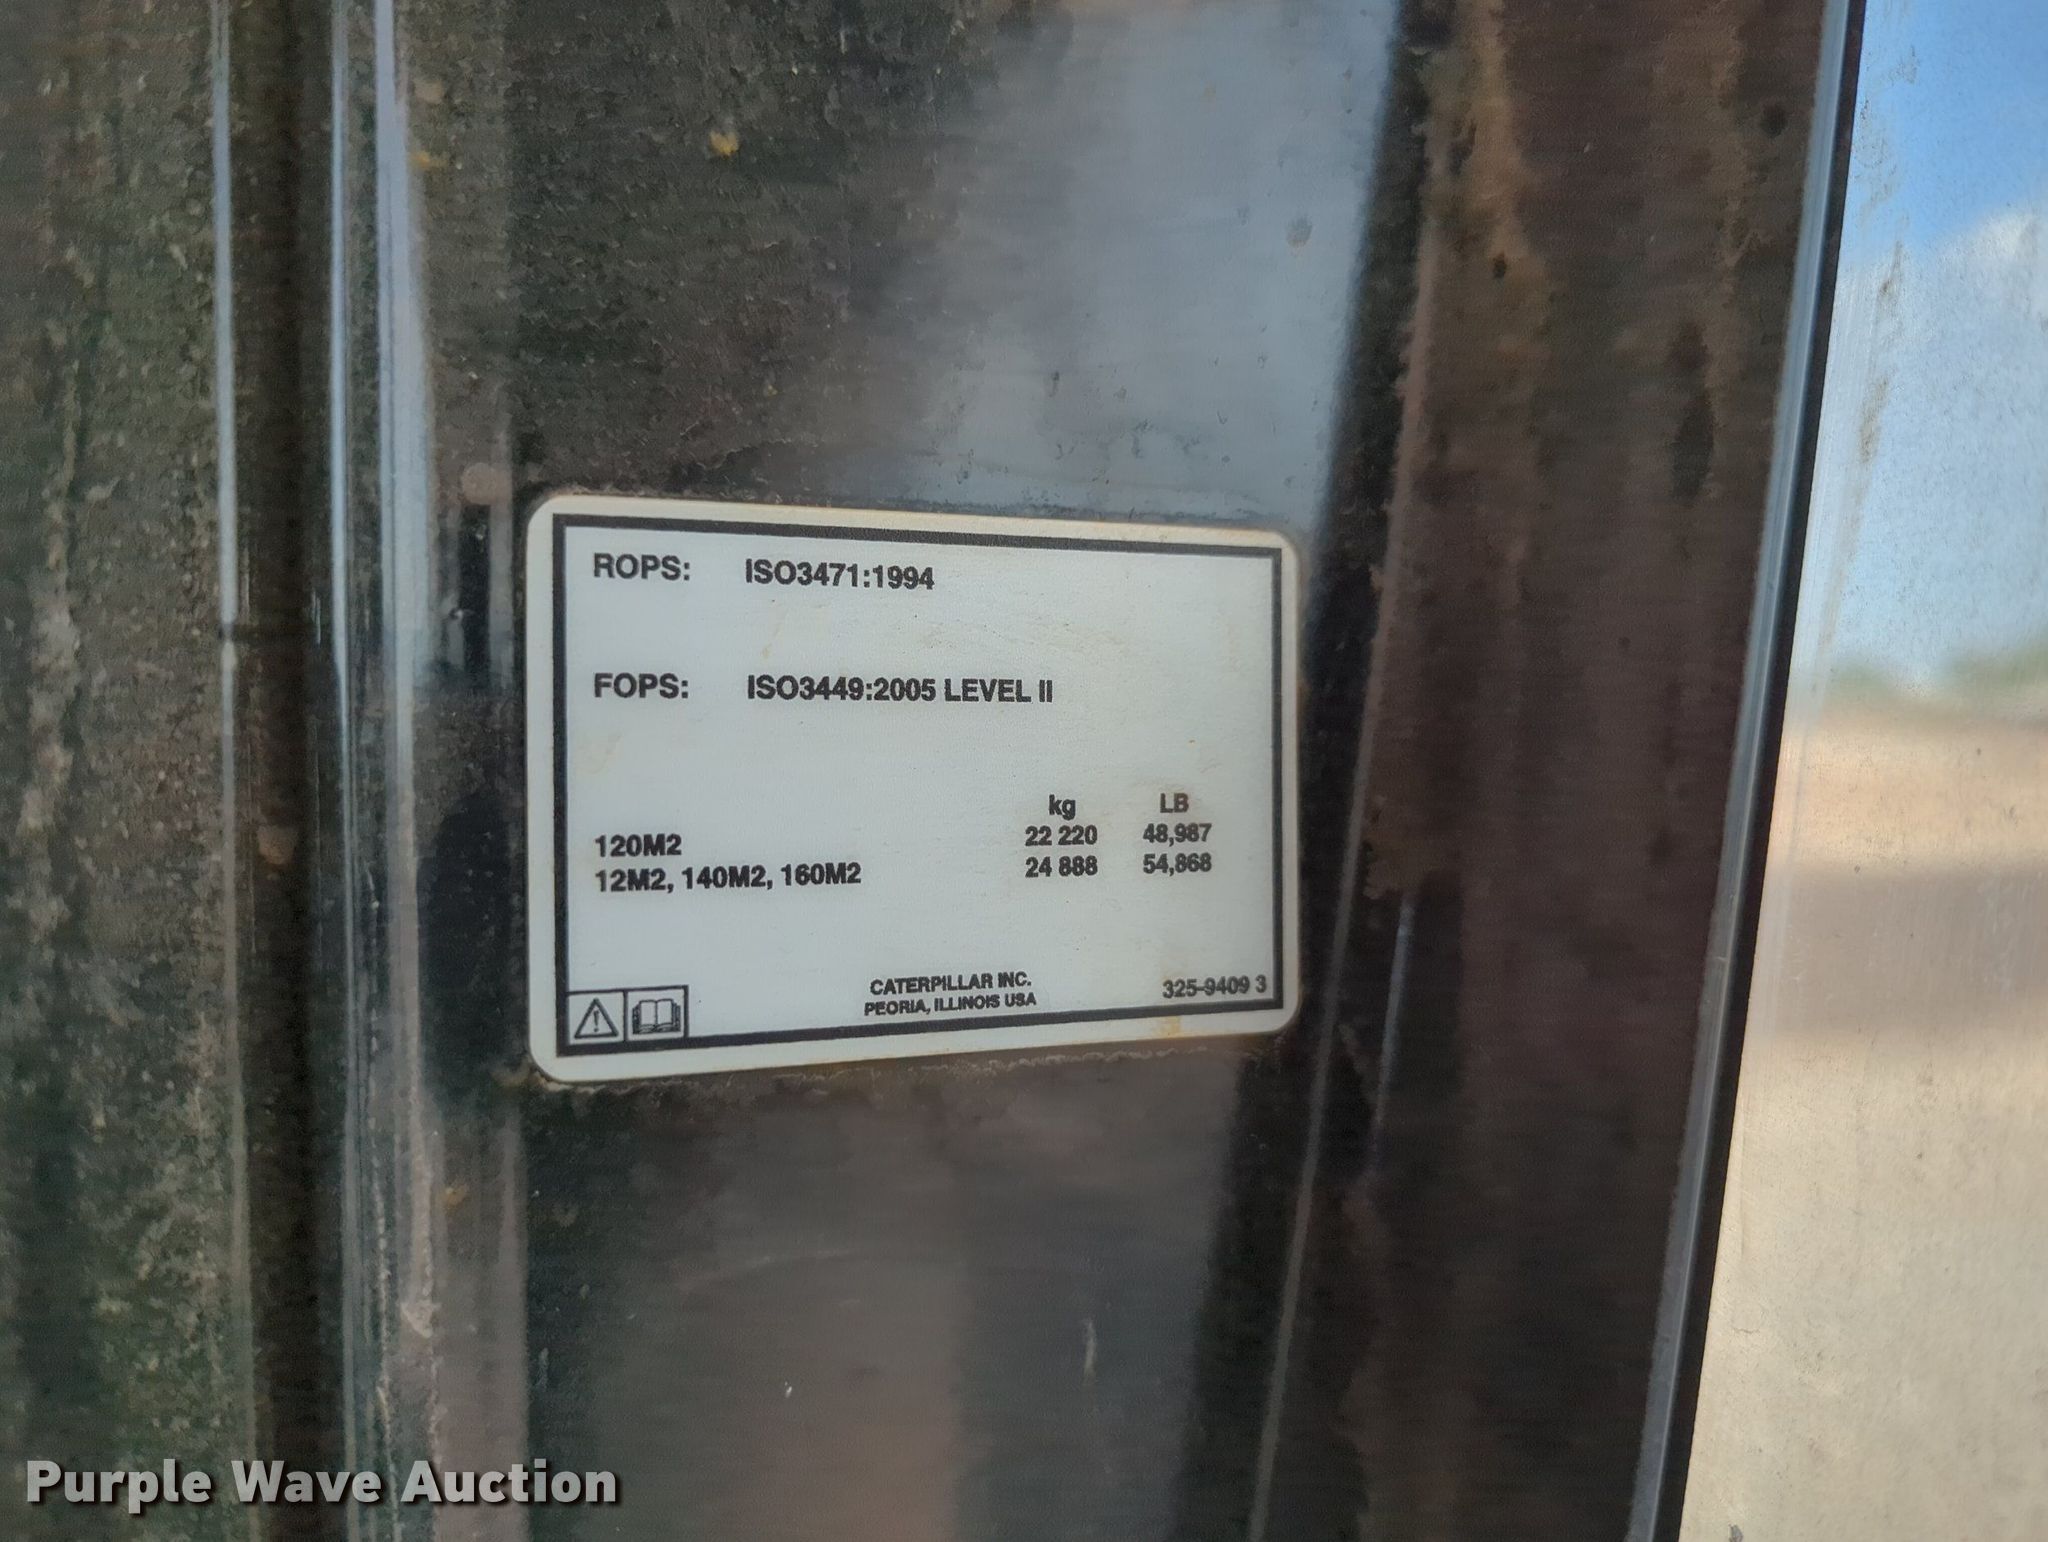 ROPS: ISO3471:1994
FOPS: ISO3449:2005 LEVEL II
kg LB
120M2 22 220 48,987
12M2, 140M2, 160M2 24 888 54,868
CATERPILLAR INC.
PEORIA, ILLINOIS USA
325-9409 3
Purple Wave Auction